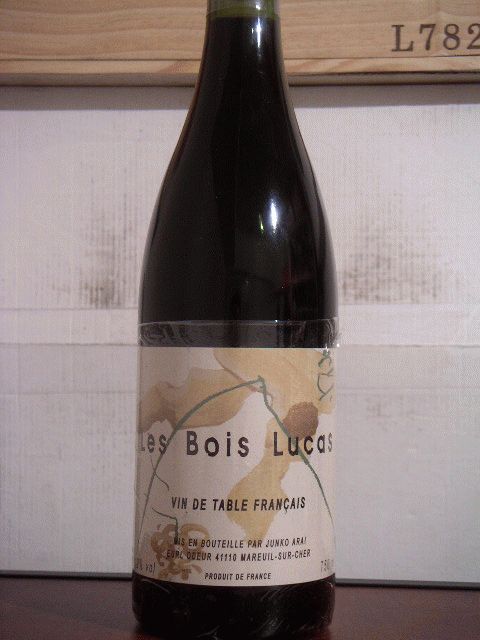 L782
Les Bois Lucas
VIN DE TABLE FRANÇAIS
MIS EN BOUTEILLE PAR JUNKO ARAI
EURL ODEUR 41110 MAREUIL-SUR-CHER
% vol
PRODUIT DE FRANCE